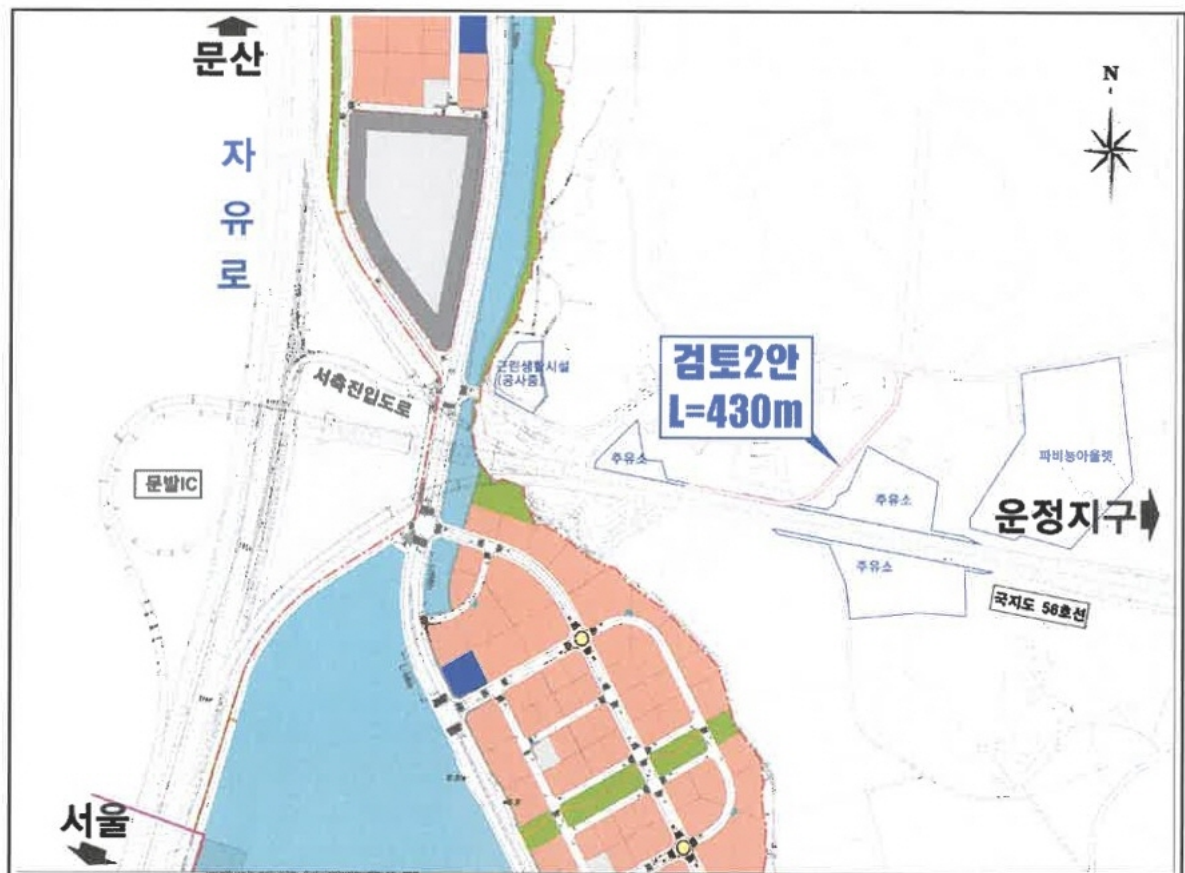 문산
N
자
유
로
근린생활시설
(공사중)
검토2안
L=430m
서측진입도로
주유소
파비뇽아울렛
문발IC
주유소
운정지구
주유소
국지도 56호선
서울